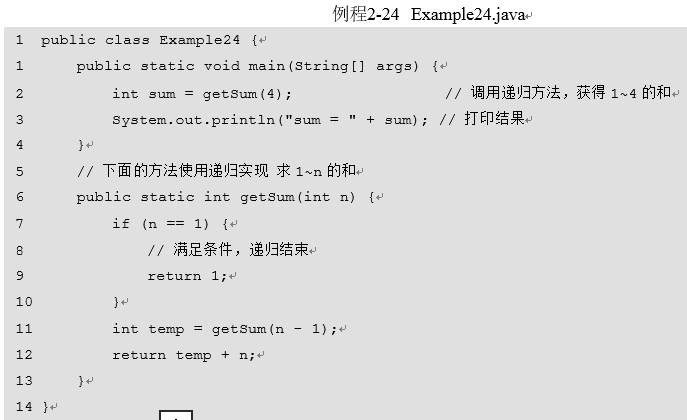 例程2-24 Example24.java
1 public class Example24 {
1     public static void main(String[] args) {
2         int sum = getSum(4);                // 调用递归方法，获得1~4的和
3         System.out.println("sum = " + sum); // 打印结果
4     }
5     // 下面的方法使用递归实现 求1~n的和
6     public static int getSum(int n) {
7         if (n == 1) {
8             // 满足条件，递归结束
9             return 1;
10         }
11         int temp = getSum(n - 1);
12         return temp + n;
13     }
14 }